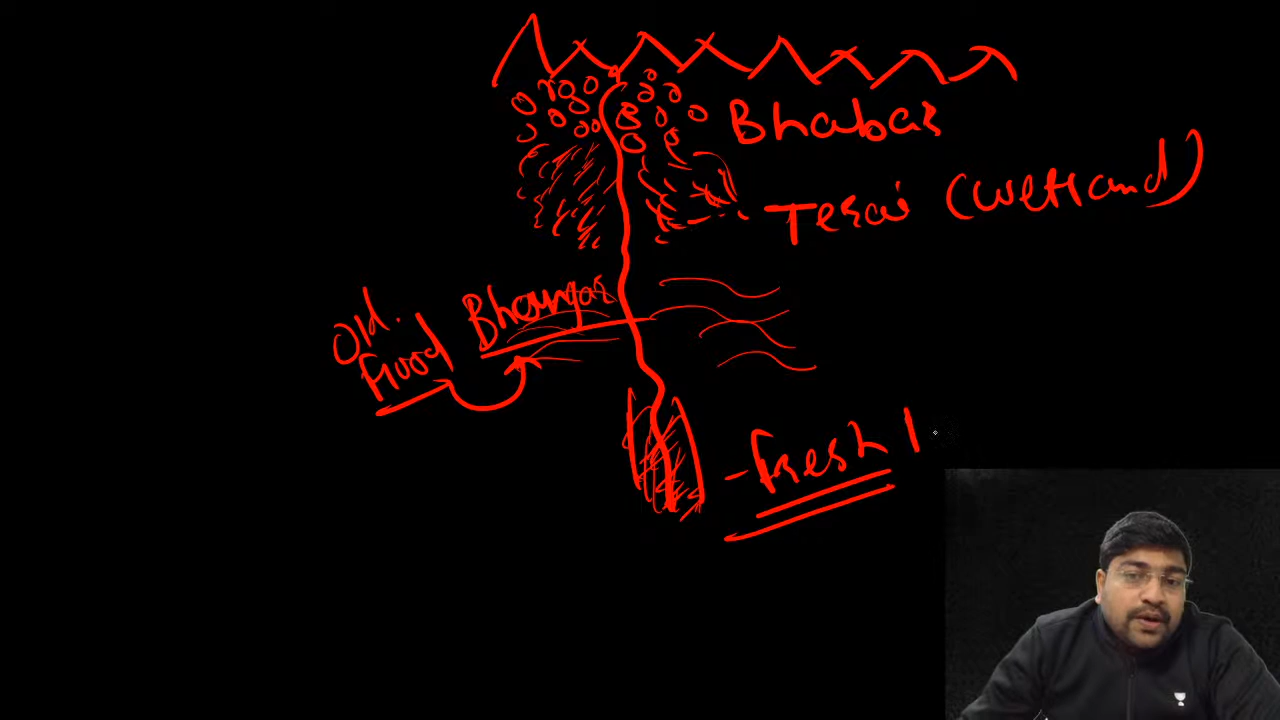 Bhabar
Terai (Wetland)
Old.
Flood
Bhangar
- Fresh